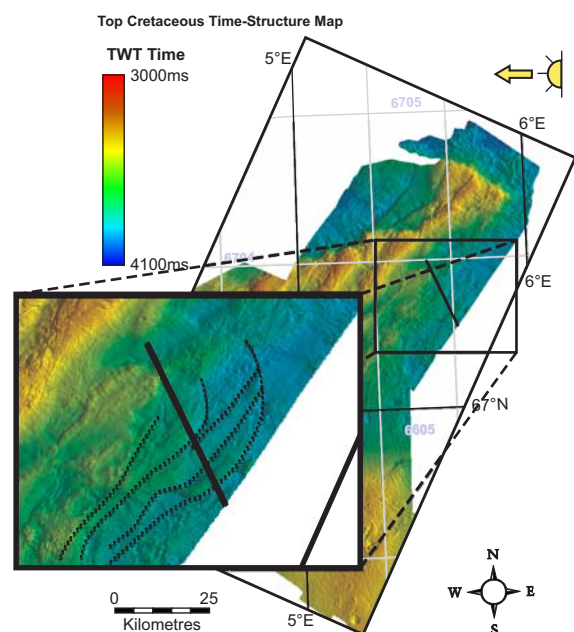 Top Cretaceous Time-Structure Map
TWT Time
3000ms
4100ms
5°E
6705
6°E
6704
6°E
67°N
6605
0 25
Kilometres
5°E
N
W E
S